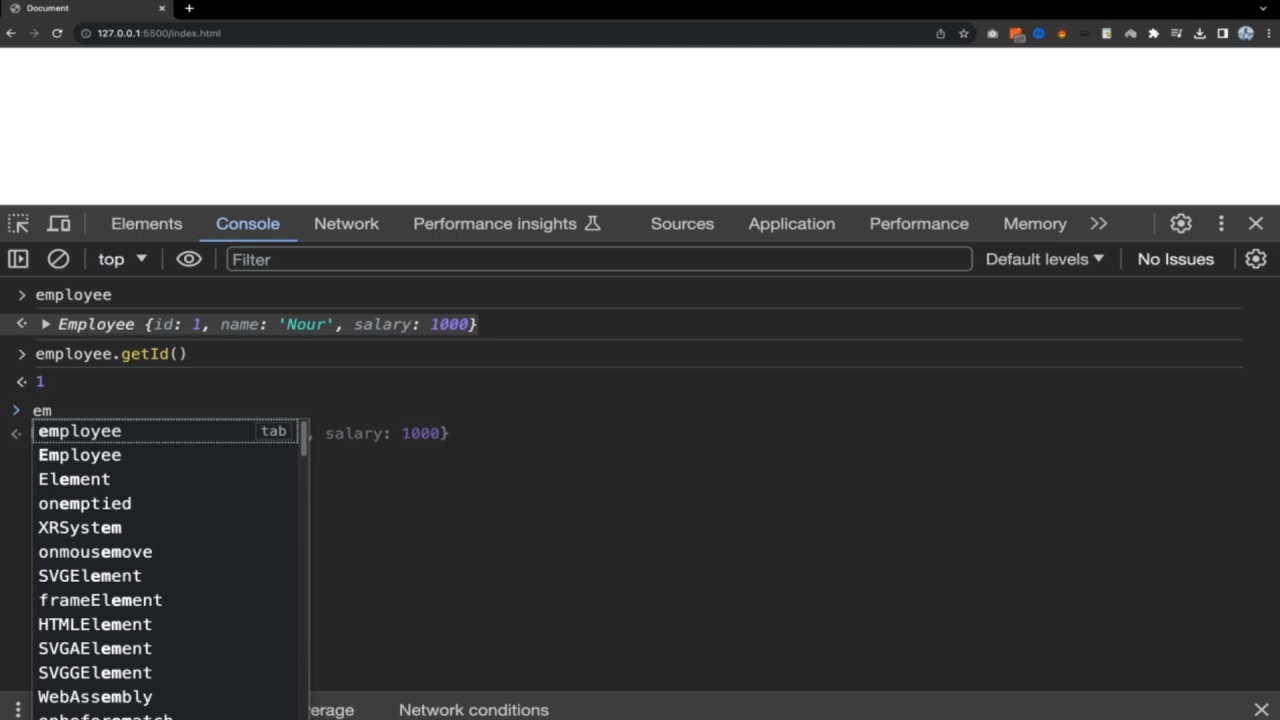 Document
127.0.0.1:5500/index.html
Elements Console Network Performance insights Sources Application Performance Memory
top Filter Default levels No Issues
> employee
Employee {id: 1, name: 'Nour', salary: 1000}
> employee.getId()
1
> em
, salary: 1000}
employee tab
Employee
Element
onemptied
XRSystem
onmousemove
SVGElement
frameElement
HTMLElement
SVGAElement
SVGGElement
WebAssembly
onbeforematch
erage Network conditions